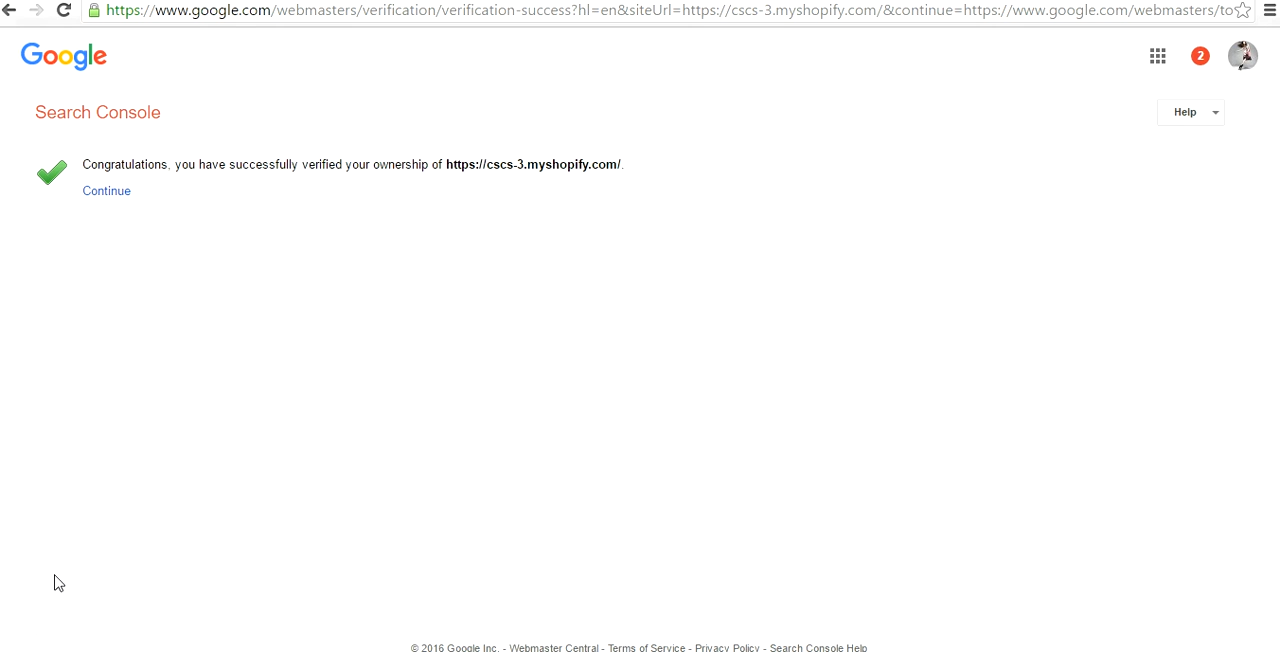 https://www.google.com/webmasters/verification/verification-success?hl=en&siteUrl=https://cscs-3.myshopify.com/&continue=https://www.google.com/webmasters/to
Google
2
Search Console
Help
Congratulations, you have successfully verified your ownership of https://cscs-3.myshopify.com/.
Continue
© 2016 Google Inc. - Webmaster Central - Terms of Service - Privacy Policy - Search Console Help